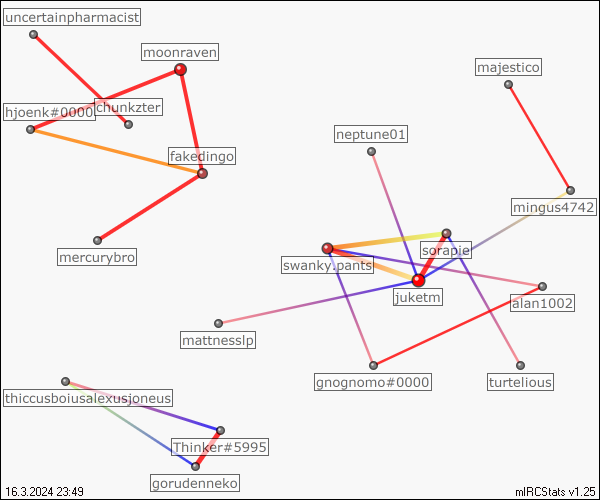 uncertainpharmacist
moonraven
majestico
hjoenk#0000
chunkzter
neptune01
fakedingo
mingus4742
mercurybro
sorapie
swanky.pants
juketm
alan1002
mattnesslp
gnognomo#0000
turtelious
thiccusboiusalexusjoneus
Thinker#5995
gorudenneko
16.3.2024 23:49
mIRCStats v1.25